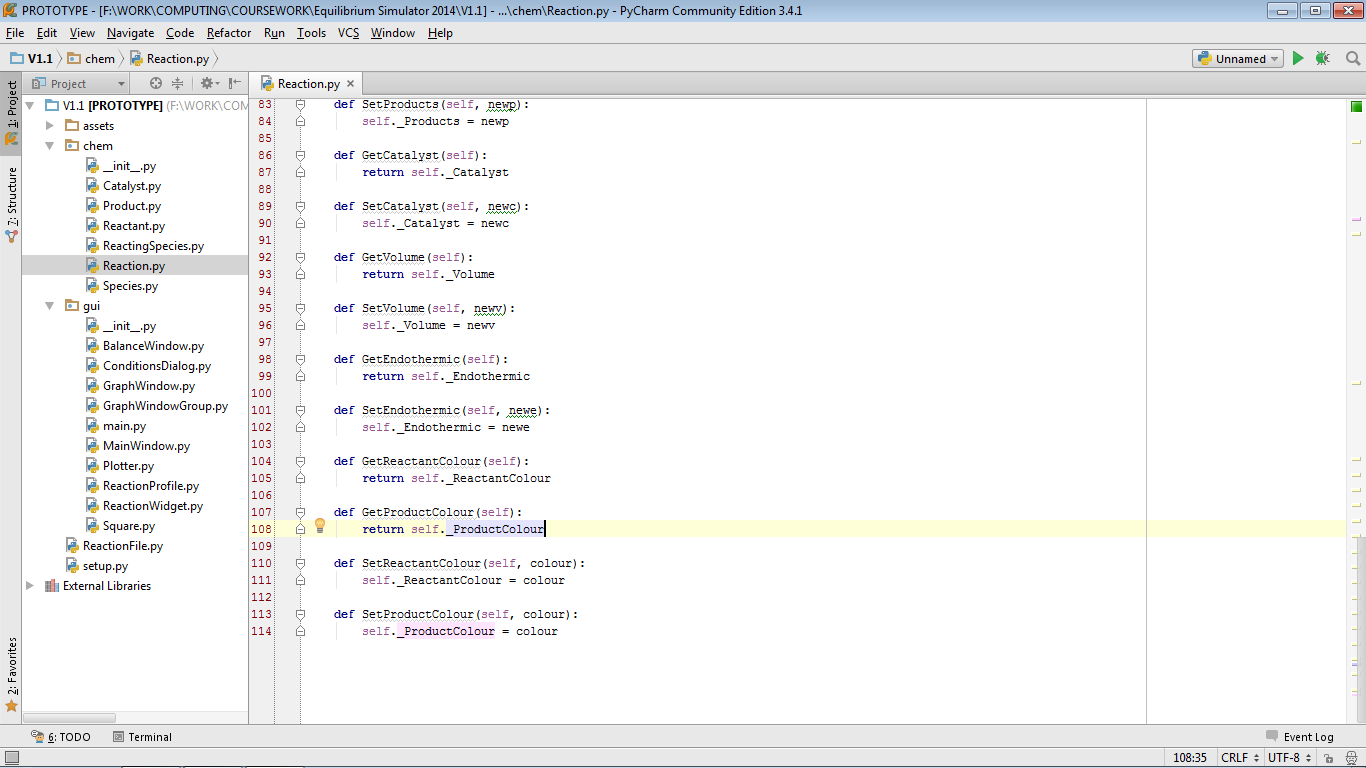 PROTOTYPE - [F:\WORK\COMPUTING\COURSEWORK\Equilibrium Simulator 2014\V1.1] - ...\chem\Reaction.py - PyCharm Community Edition 3.4.1
File Edit View Navigate Code Refactor Run Tools VCS Window Help
V1.1 chem Reaction.py Unnamed
1: Project
7: Structure
2: Favorites
Project
V1.1 [PROTOTYPE] (F:\WORK\COM
assets
chem
__init__.py
Catalyst.py
Product.py
Reactant.py
ReactingSpecies.py
Reaction.py
Species.py
gui
__init__.py
BalanceWindow.py
ConditionsDialog.py
GraphWindow.py
GraphWindowGroup.py
main.py
MainWindow.py
Plotter.py
ReactionProfile.py
ReactionWidget.py
Square.py
ReactionFile.py
setup.py
External Libraries
Reaction.py
83 def SetProducts(self, newp):
84 self._Products = newp
85
86 def GetCatalyst(self):
87 return self._Catalyst
88
89 def SetCatalyst(self, newc):
90 self._Catalyst = newc
91
92 def GetVolume(self):
93 return self._Volume
94
95 def SetVolume(self, newv):
96 self._Volume = newv
97
98 def GetEndothermic(self):
99 return self._Endothermic
100
101 def SetEndothermic(self, newe):
102 self._Endothermic = newe
103
104 def GetReactantColour(self):
105 return self._ReactantColour
106
107 def GetProductColour(self):
108 return self._ProductColour
109
110 def SetReactantColour(self, colour):
111 self._ReactantColour = colour
112
113 def SetProductColour(self, colour):
114 self._ProductColour = colour
6: TODO Terminal Event Log
108:35 CRLF UTF-8